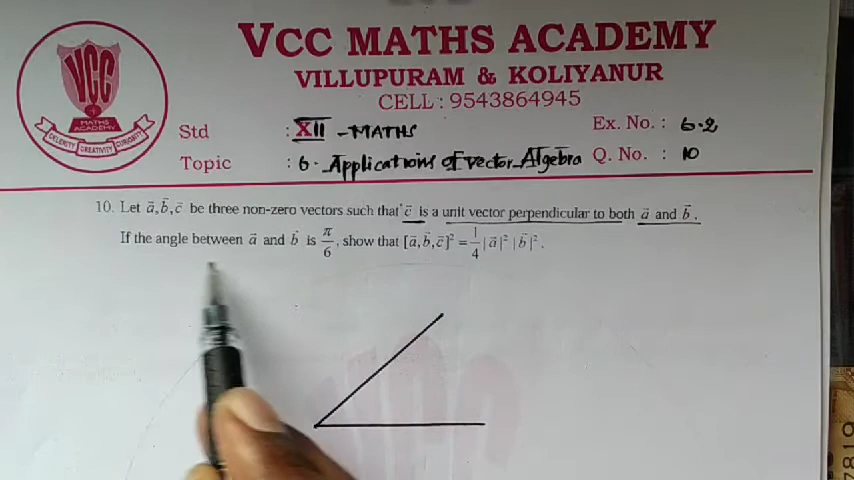 VCC MATHS ACADEMY
VILLUPURAM & KOLIYANUR
CELL : 9543864945
VCC
MATHS
ACADEMY
CELERITY CREATIVITY CURIOSITY
Std : XII - MATHS Ex. No. : 6.2
Topic : 6. Applications of vector Algebra Q. No. : 10
10. Let a⃗, b⃗, c⃗ be three non-zero vectors such that c⃗ is a unit vector perpendicular to both a⃗ and b⃗.
If the angle between a⃗ and b⃗ is π/6, show that [a⃗, b⃗, c⃗]² = 1/4 |a⃗|² |b⃗|².